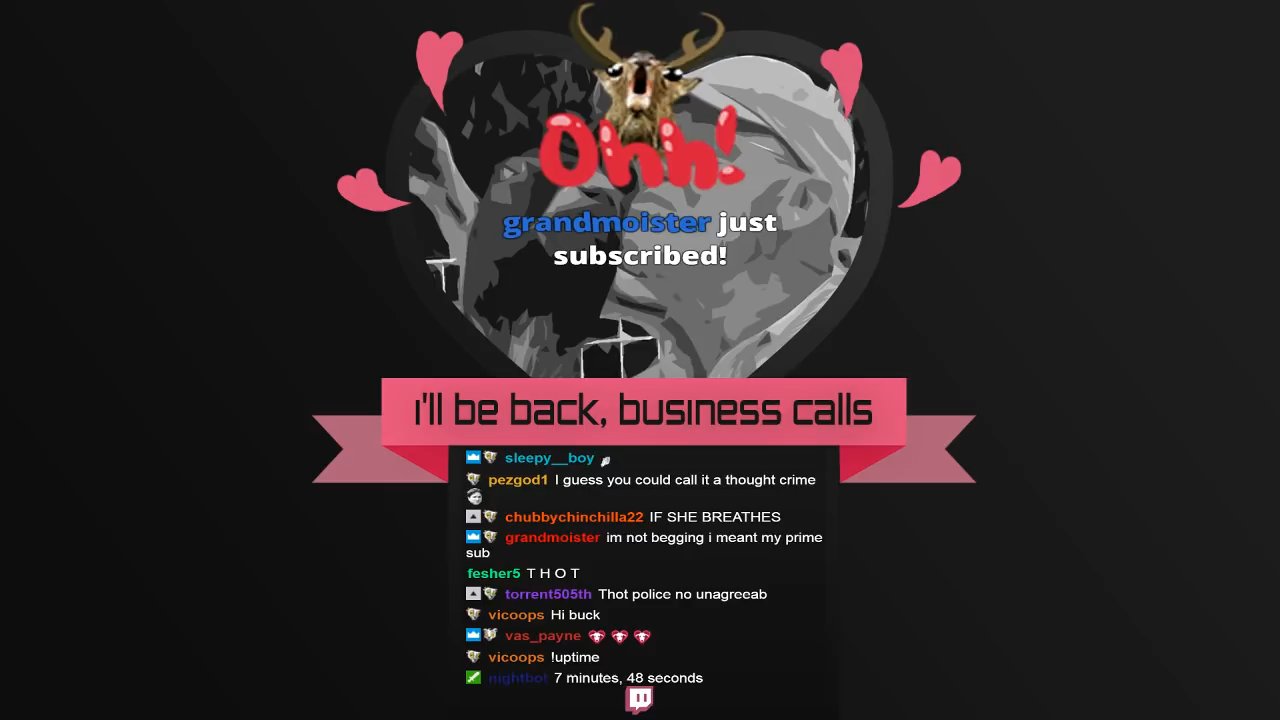 Ohh!
grandmoister just
subscribed!
i'll be back, business calls
sleepy__boy
pezgod1 I guess you could call it a thought crime
chubbychinchilla22 IF SHE BREATHES
grandmoister im not begging i meant my prime
sub
fesher5 T H O T
torrent505th Thot police no unagreeab
vicoops Hi buck
vas_payne
vicoops !uptime
nightbot 7 minutes, 48 seconds